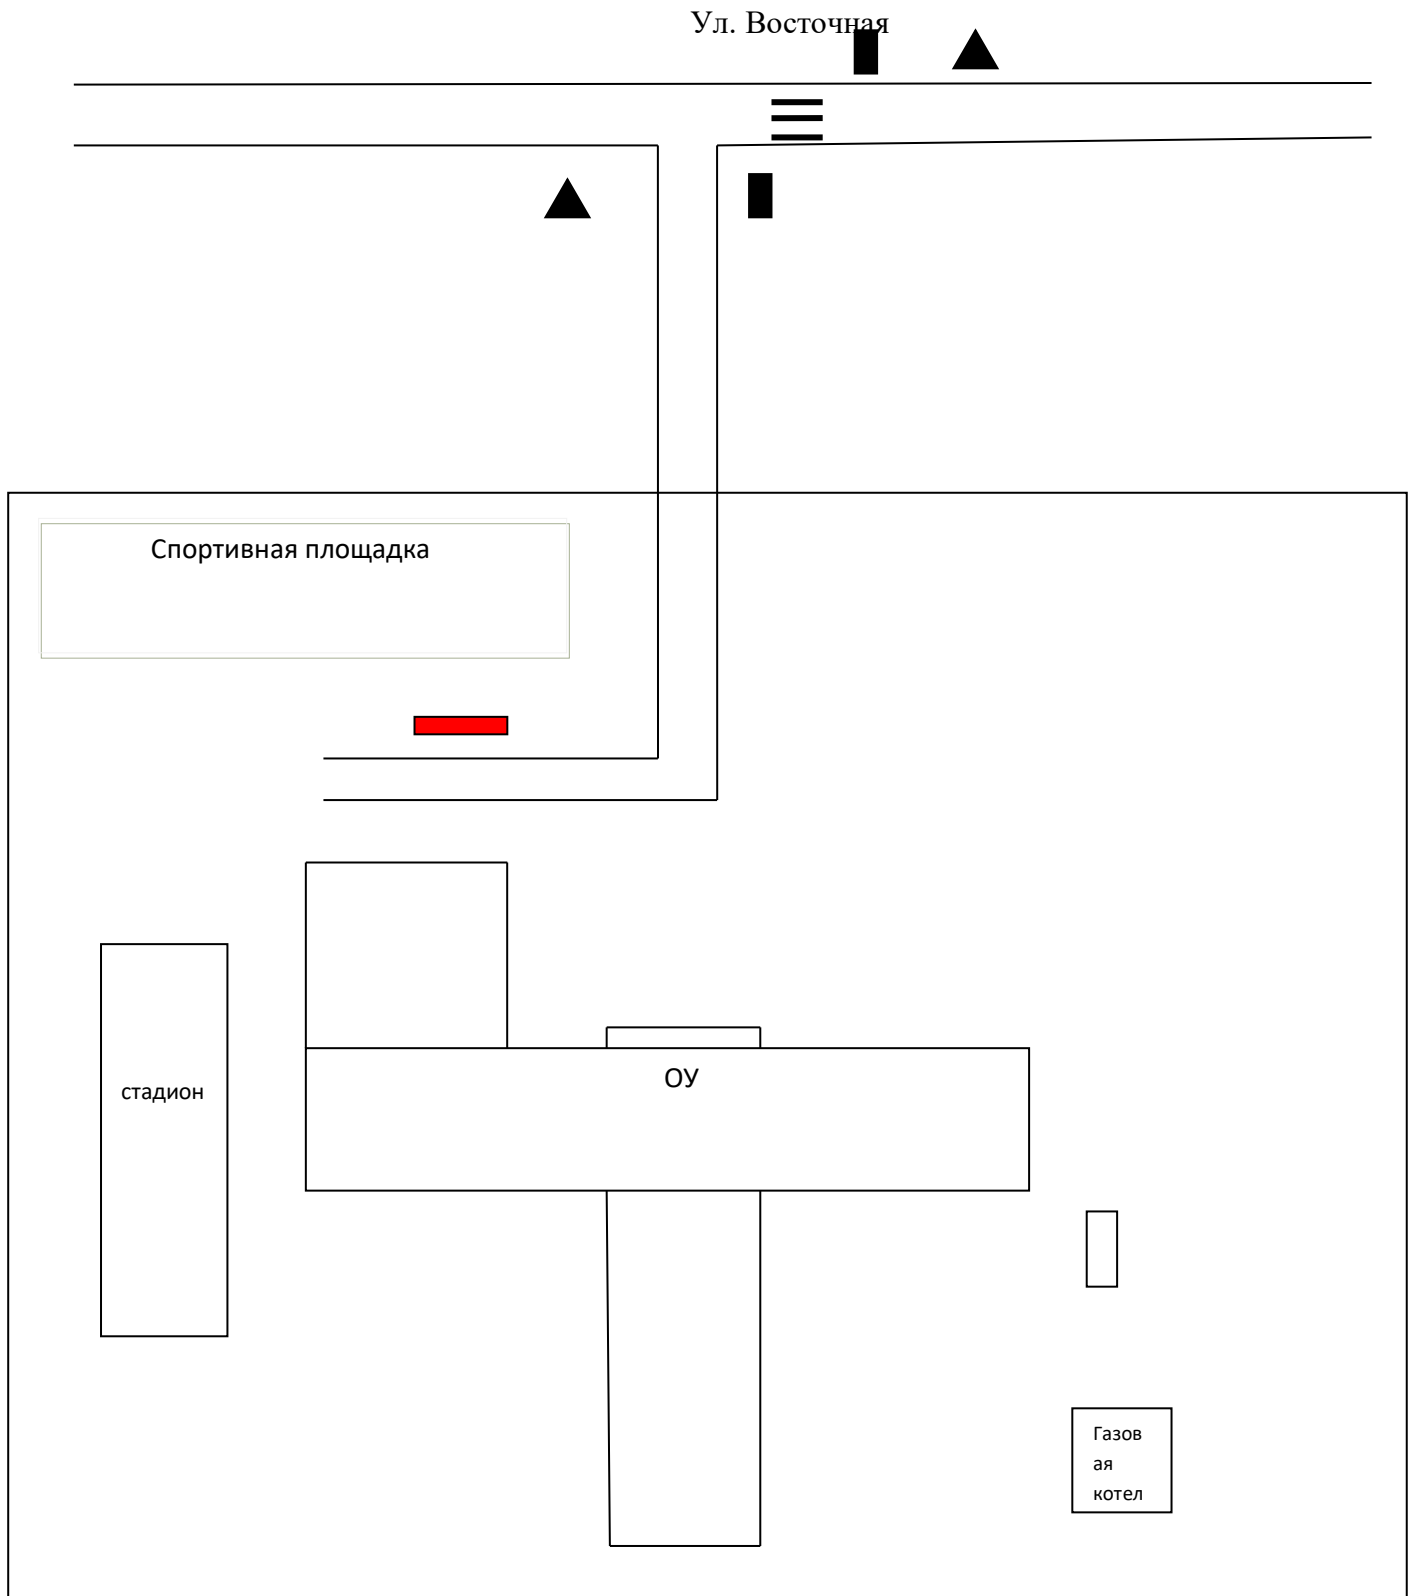 Ул. Восточная
Спортивная площадка
ОУ
стадион
Газов
ая
котел